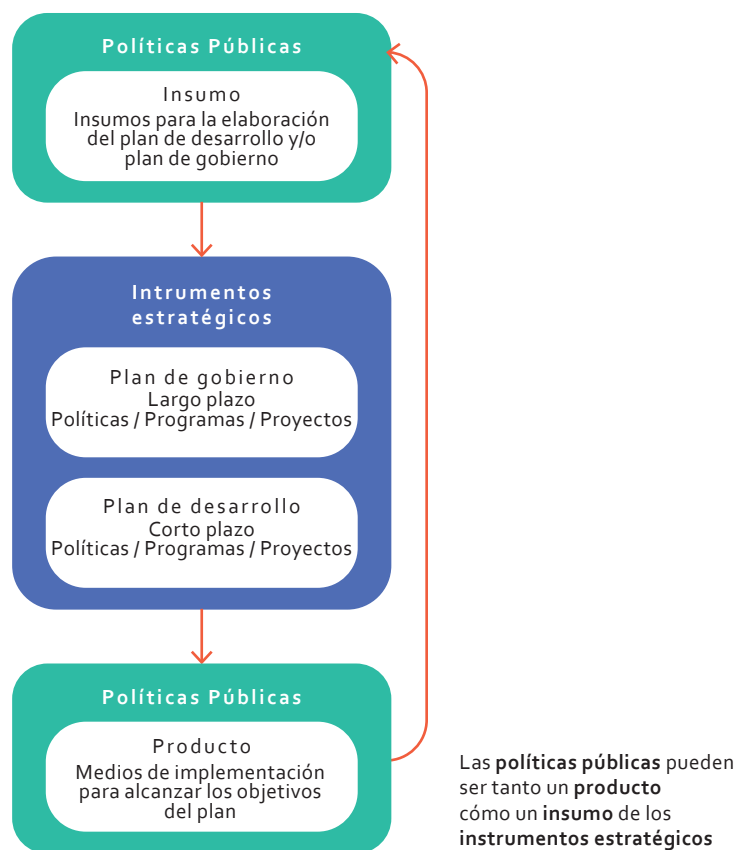 Políticas Públicas
Insumo
Insumos para la elaboración
del plan de desarrollo y/o
plan de gobierno
Intrumentos
estratégicos
Plan de gobierno
Largo plazo
Políticas / Programas / Proyectos
Plan de desarrollo
Corto plazo
Políticas / Programas / Proyectos
Políticas Públicas
Producto
Medios de implementación
para alcanzar los objetivos
del plan
Las políticas públicas pueden
ser tanto un producto
cómo un insumo de los
instrumentos estratégicos